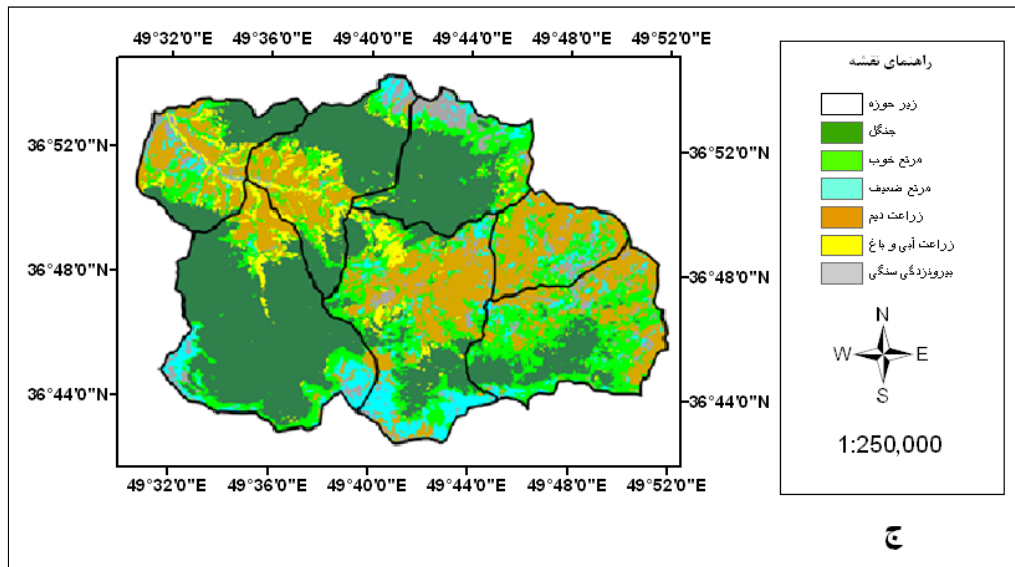 49°32'0"E 49°36'0"E 49°40'0"E 49°44'0"E 49°48'0"E 49°52'0"E
36°52'0"N 36°52'0"N
36°48'0"N 36°48'0"N
36°44'0"N 36°44'0"N
49°32'0"E 49°36'0"E 49°40'0"E 49°44'0"E 49°48'0"E 49°52'0"E
راهنمای نقشه
زیر حوزه
جنگل
مرتع خوب
مرتع ضعیف
زراعت دیم
زراعت آبی و باغ
بیرونزدگی سنگی
N
W E
S
1:250,000
ج